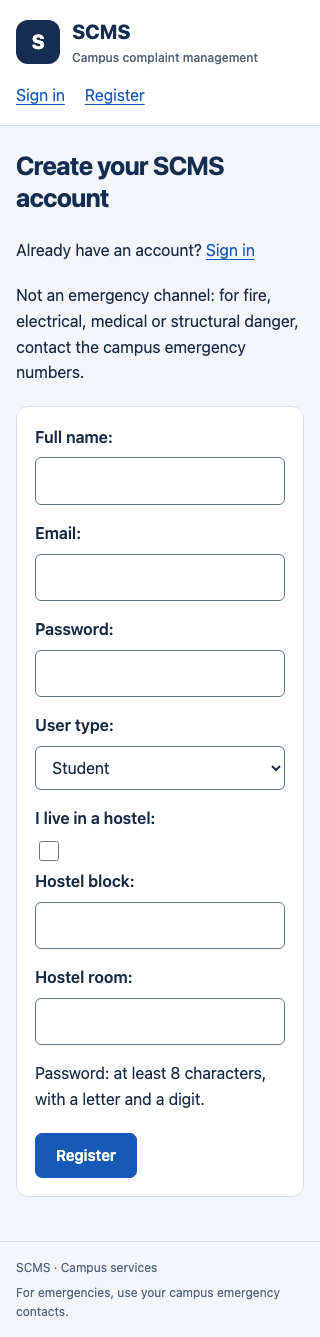 S
SCMS
Campus complaint management
Sign in Register
Create your SCMS
account
Already have an account? Sign in
Not an emergency channel: for fire,
electrical, medical or structural danger,
contact the campus emergency
numbers.
Full name:
Email:
Password:
User type:
Student
I live in a hostel:
Hostel block:
Hostel room:
Password: at least 8 characters,
with a letter and a digit.
Register
SCMS · Campus services
For emergencies, use your campus emergency
contacts.